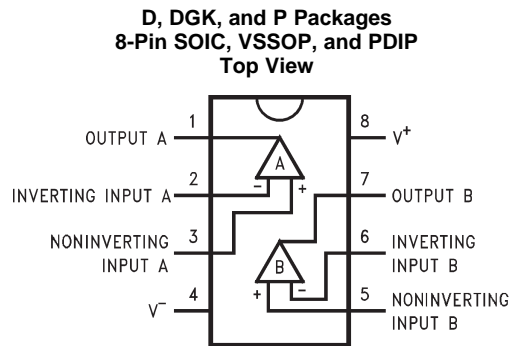 D, DGK, and P Packages
8-Pin SOIC, VSSOP, and PDIP
Top View
1
OUTPUT A
8
V+
A
2
INVERTING INPUT A
- +
7
OUTPUT B
3
NONINVERTING
INPUT A
6
INVERTING
INPUT B
B
+ -
4
V-
5
NONINVERTING
INPUT B